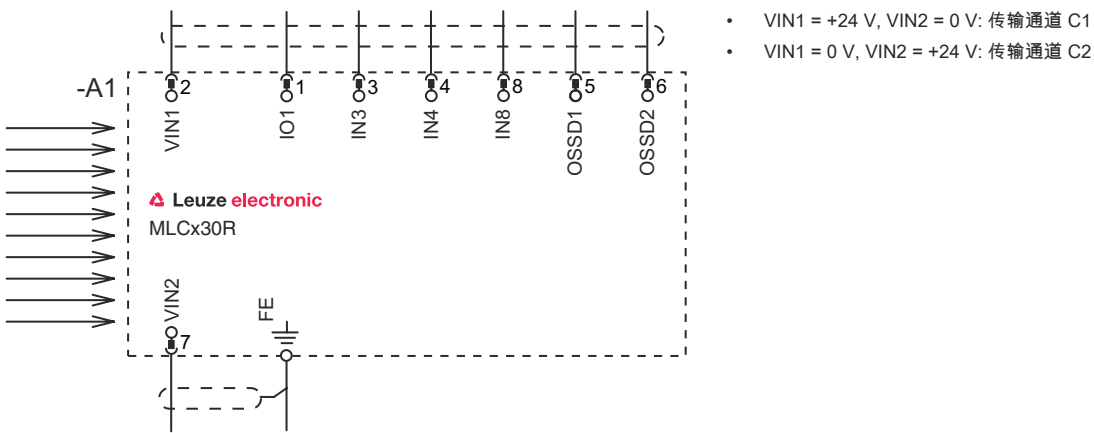 • VIN1 = +24 V, VIN2 = 0 V: 传输通道 C1
• VIN1 = 0 V, VIN2 = +24 V: 传输通道 C2
-A1
2 1 3 4 8 5 6
VIN1 IO1 IN3 IN4 IN8 OSSD1 OSSD2
Leuze electronic
MLCx30R
VIN2 FE
7